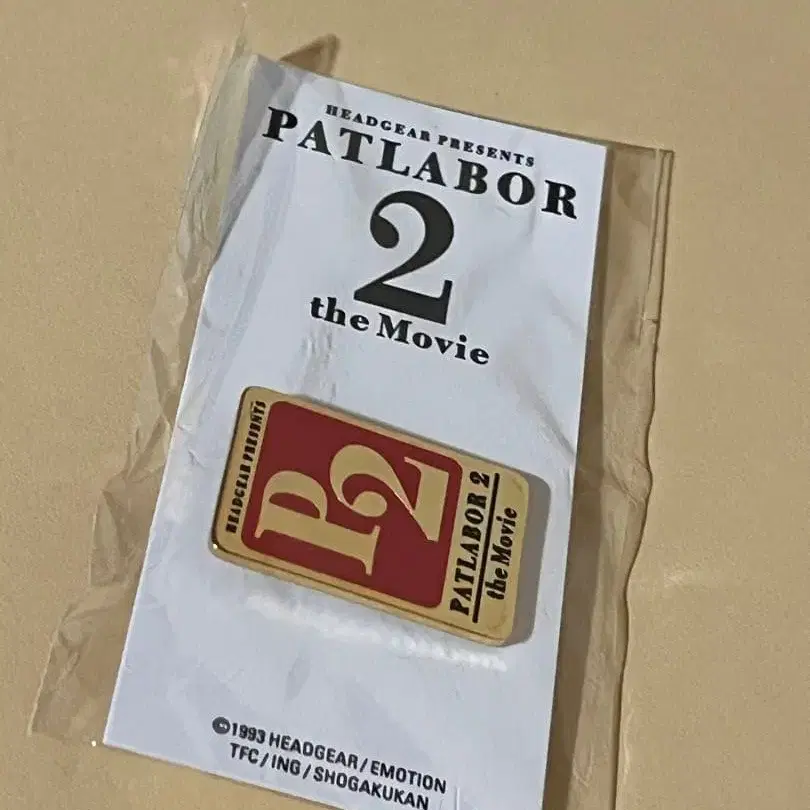 HEADGEAR PRESENTS
PATLABOR
2
the Movie
HEADGEAR PRESENTS
P2
PATLABOR 2
the Movie
©1993 HEADGEAR/EMOTION
TFC/ING/SHOGAKUKAN